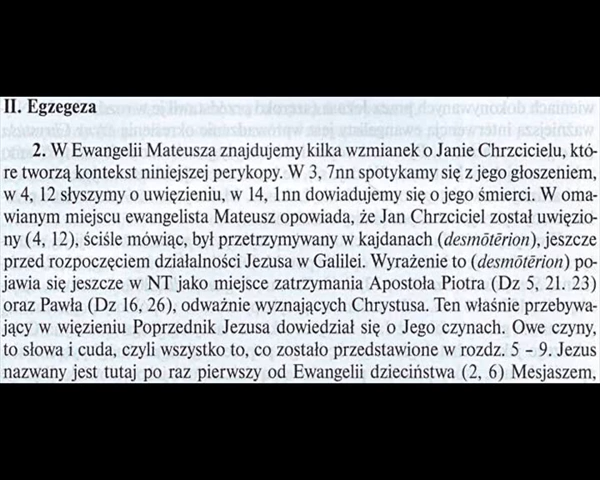 II. Egzegeza
2. W Ewangelii Mateusza znajdujemy kilka wzmianek o Janie Chrzcicielu, któ-
re tworzą kontekst niniejszej perykopy. W 3, 7nn spotykamy się z jego głoszeniem,
w 4, 12 słyszymy o uwięzieniu, w 14, 1nn dowiadujemy się o jego śmierci. W oma-
wianym miejscu ewangelista Mateusz opowiada, że Jan Chrzciciel został uwięzio-
ny (4, 12), ściśle mówiąc, był przetrzymywany w kajdanach (desmōtērion), jeszcze
przed rozpoczęciem działalności Jezusa w Galilei. Wyrażenie to (desmōtērion) po-
jawia się jeszcze w NT jako miejsce zatrzymania Apostoła Piotra (Dz 5, 21. 23)
oraz Pawła (Dz 16, 26), odważnie wyznających Chrystusa. Ten właśnie przebywa-
jący w więzieniu Poprzednik Jezusa dowiedział się o Jego czynach. Owe czyny,
to słowa i cuda, czyli wszystko to, co zostało przedstawione w rozdz. 5 – 9. Jezus
nazwany jest tutaj po raz pierwszy od Ewangelii dzieciństwa (2, 6) Mesjaszem,